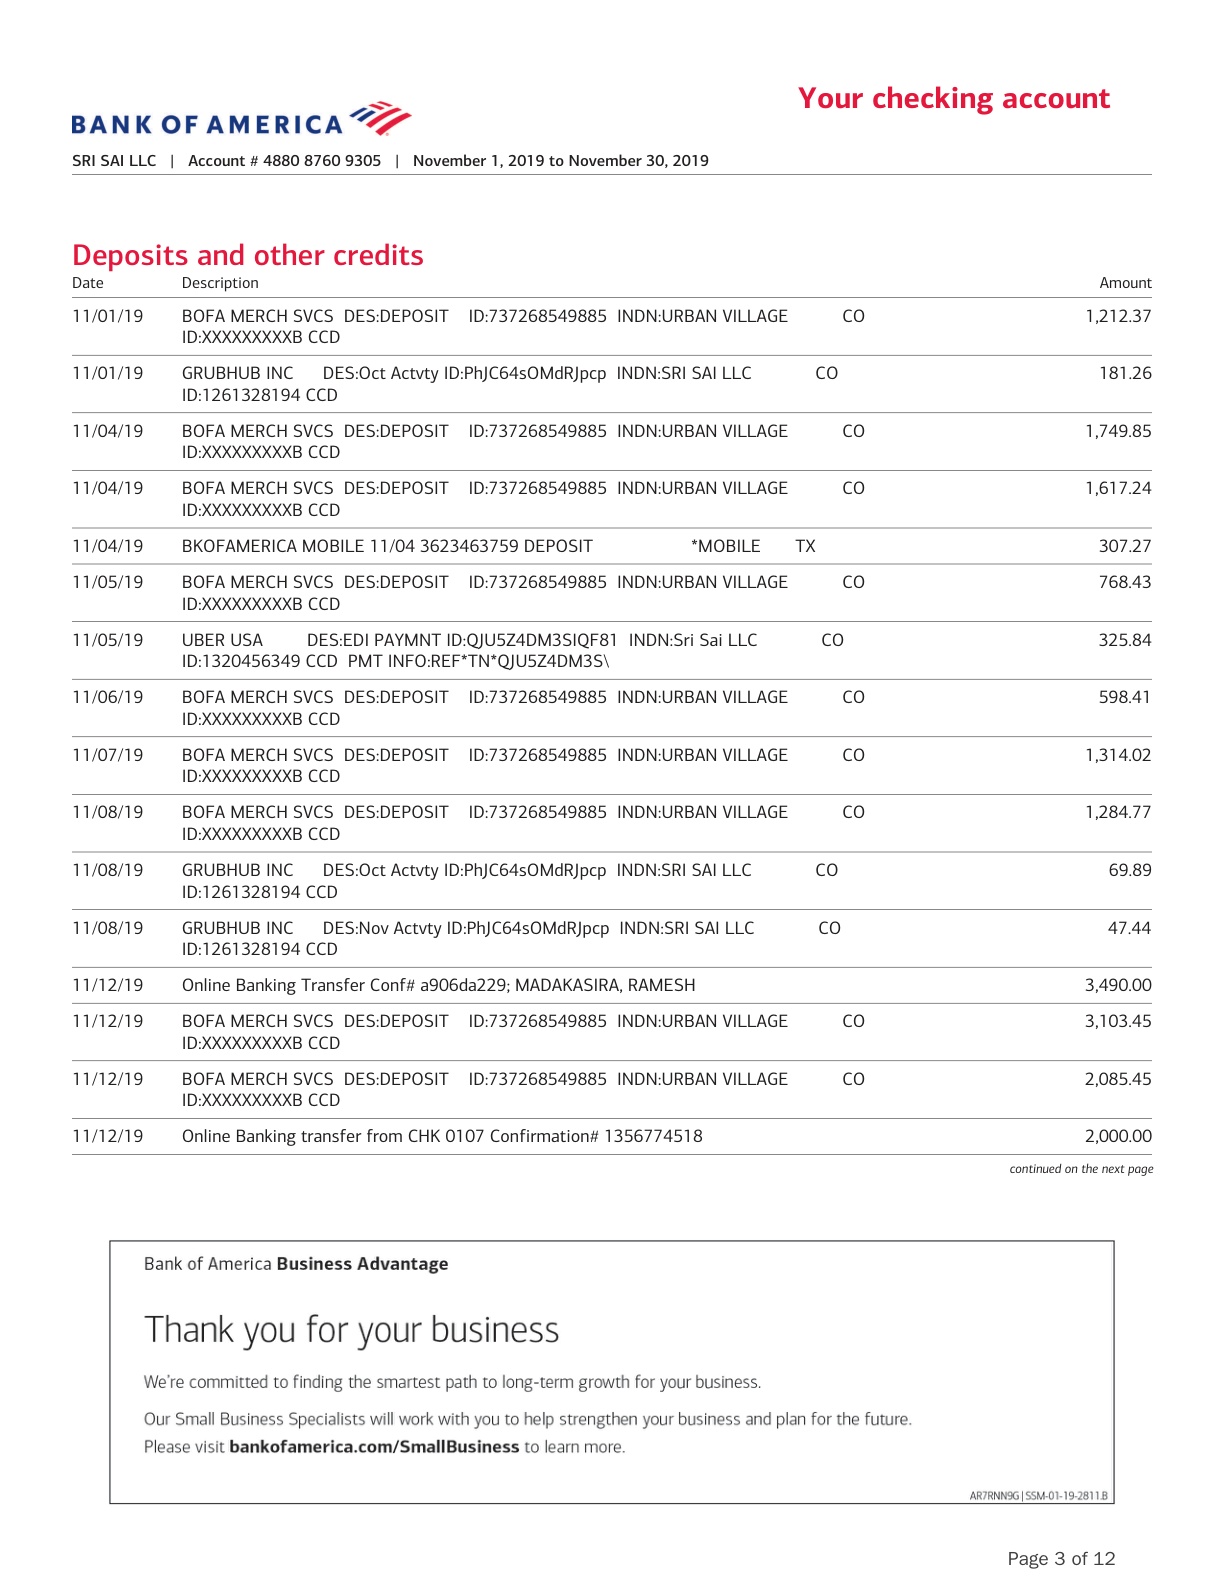 Your checking account
BANK OF AMERICA
SRI SAI LLC | Account # 4880 8760 9305 | November 1, 2019 to November 30, 2019
Deposits and other credits
Date Description Amount
11/01/19 BOFA MERCH SVCS DES:DEPOSIT ID:737268549885 INDN:URBAN VILLAGE CO 1,212.37
ID:XXXXXXXXXB CCD
11/01/19 GRUBHUB INC DES:Oct Actvty ID:PhJC64sOMdRJpcp INDN:SRI SAI LLC CO 181.26
ID:1261328194 CCD
11/04/19 BOFA MERCH SVCS DES:DEPOSIT ID:737268549885 INDN:URBAN VILLAGE CO 1,749.85
ID:XXXXXXXXXB CCD
11/04/19 BOFA MERCH SVCS DES:DEPOSIT ID:737268549885 INDN:URBAN VILLAGE CO 1,617.24
ID:XXXXXXXXXB CCD
11/04/19 BKOFAMERICA MOBILE 11/04 3623463759 DEPOSIT *MOBILE TX 307.27
11/05/19 BOFA MERCH SVCS DES:DEPOSIT ID:737268549885 INDN:URBAN VILLAGE CO 768.43
ID:XXXXXXXXXB CCD
11/05/19 UBER USA DES:EDI PAYMNT ID:QJU5Z4DM3SIQF81 INDN:Sri Sai LLC CO 325.84
ID:1320456349 CCD PMT INFO:REF*TN*QJU5Z4DM3S\
11/06/19 BOFA MERCH SVCS DES:DEPOSIT ID:737268549885 INDN:URBAN VILLAGE CO 598.41
ID:XXXXXXXXXB CCD
11/07/19 BOFA MERCH SVCS DES:DEPOSIT ID:737268549885 INDN:URBAN VILLAGE CO 1,314.02
ID:XXXXXXXXXB CCD
11/08/19 BOFA MERCH SVCS DES:DEPOSIT ID:737268549885 INDN:URBAN VILLAGE CO 1,284.77
ID:XXXXXXXXXB CCD
11/08/19 GRUBHUB INC DES:Oct Actvty ID:PhJC64sOMdRJpcp INDN:SRI SAI LLC CO 69.89
ID:1261328194 CCD
11/08/19 GRUBHUB INC DES:Nov Actvty ID:PhJC64sOMdRJpcp INDN:SRI SAI LLC CO 47.44
ID:1261328194 CCD
11/12/19 Online Banking Transfer Conf# a906da229; MADAKASIRA, RAMESH 3,490.00
11/12/19 BOFA MERCH SVCS DES:DEPOSIT ID:737268549885 INDN:URBAN VILLAGE CO 3,103.45
ID:XXXXXXXXXB CCD
11/12/19 BOFA MERCH SVCS DES:DEPOSIT ID:737268549885 INDN:URBAN VILLAGE CO 2,085.45
ID:XXXXXXXXXB CCD
11/12/19 Online Banking transfer from CHK 0107 Confirmation# 1356774518 2,000.00
continued on the next page
Bank of America Business Advantage
Thank you for your business
We're committed to finding the smartest path to long-term growth for your business.
Our Small Business Specialists will work with you to help strengthen your business and plan for the future.
Please visit bankofamerica.com/SmallBusiness to learn more.
AR7RNN9G | SSM-01-19-2811.B
Page 3 of 12